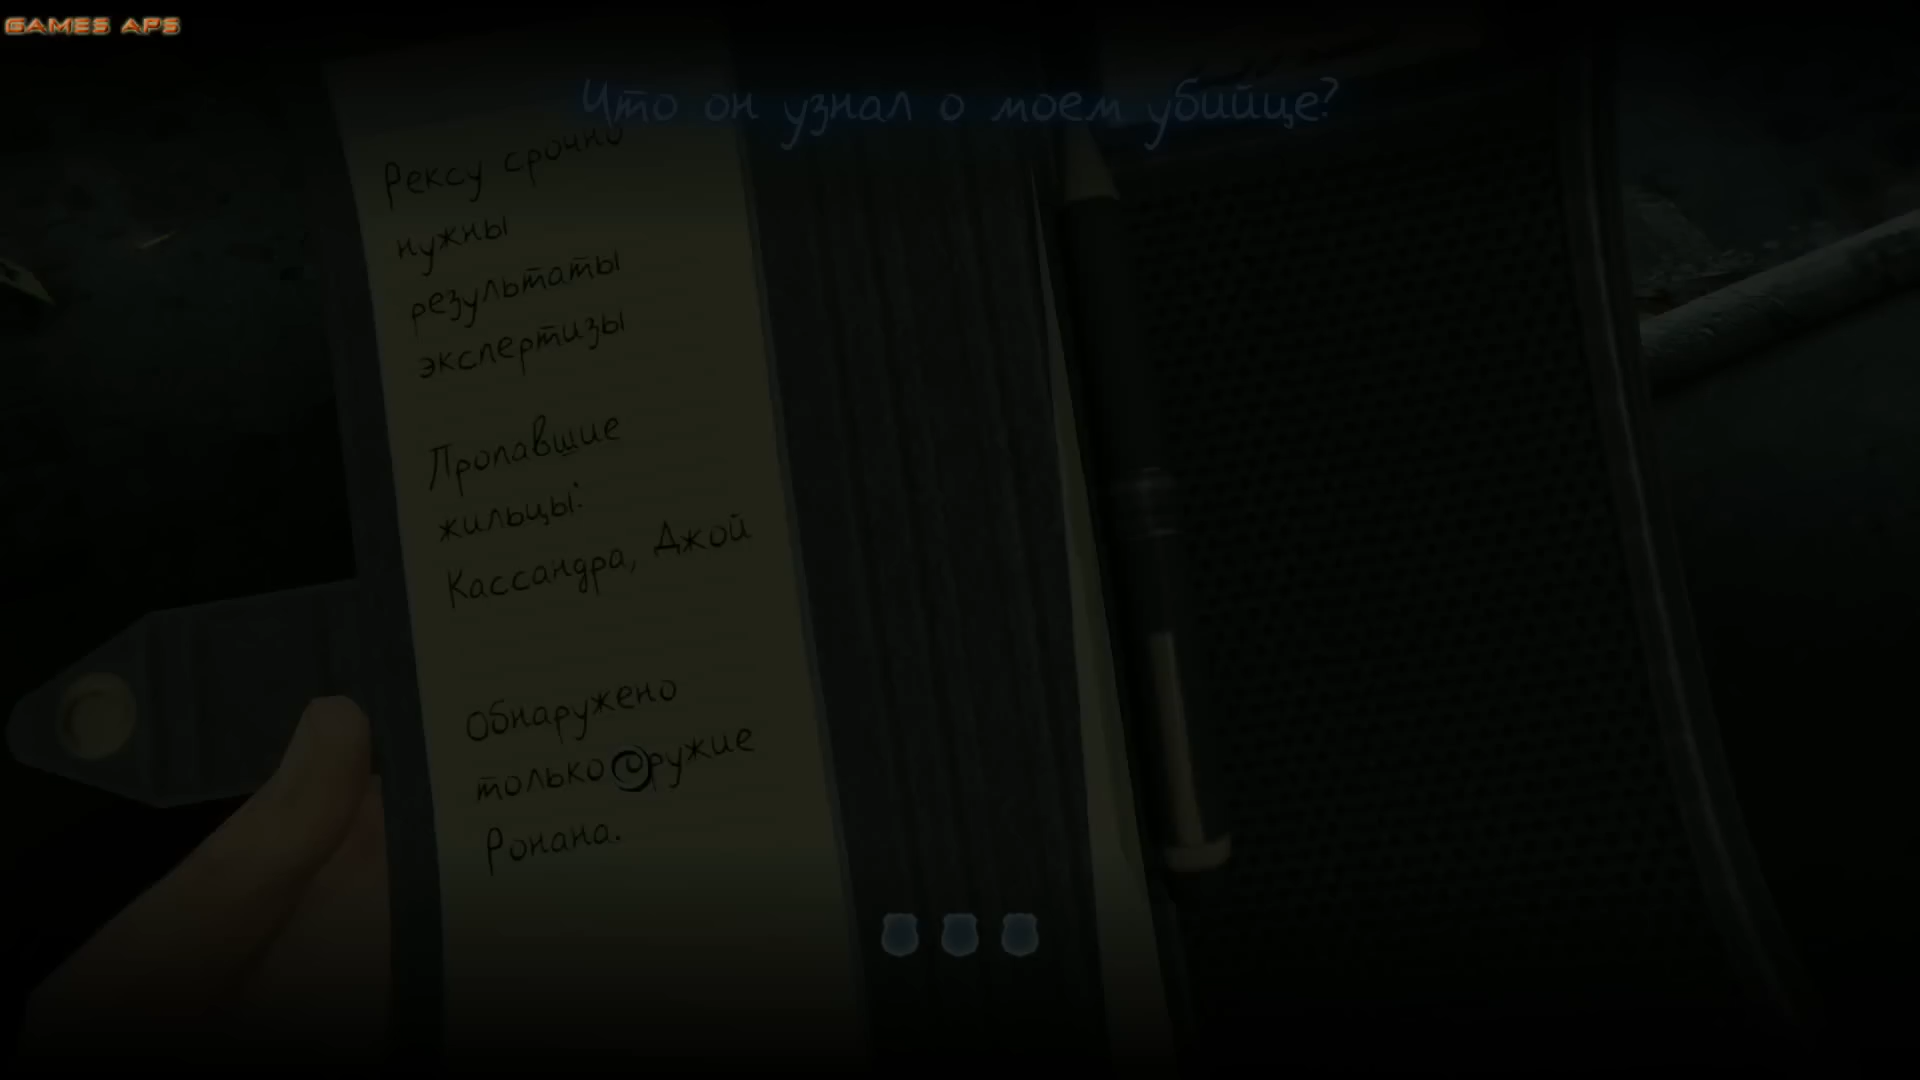 GAMES APS
Что он узнал о моем убийце?
Рексу срочно
нужны
результаты
экспертизы
Пропавшие
жильцы:
Кассандра, Джой
Обнаружено
только оружие
Ронана.